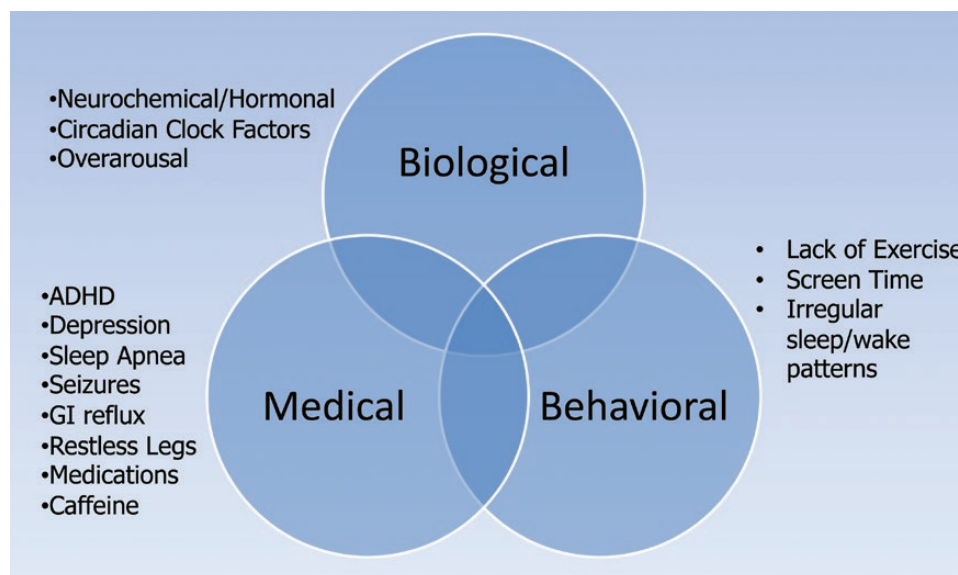 •Neurochemical/Hormonal
•Circadian Clock Factors
•Overarousal
Biological
• Lack of Exercise
• Screen Time
• Irregular
sleep/wake
patterns
•ADHD
•Depression
•Sleep Apnea
•Seizures
•GI reflux
•Restless Legs
•Medications
•Caffeine
Medical
Behavioral